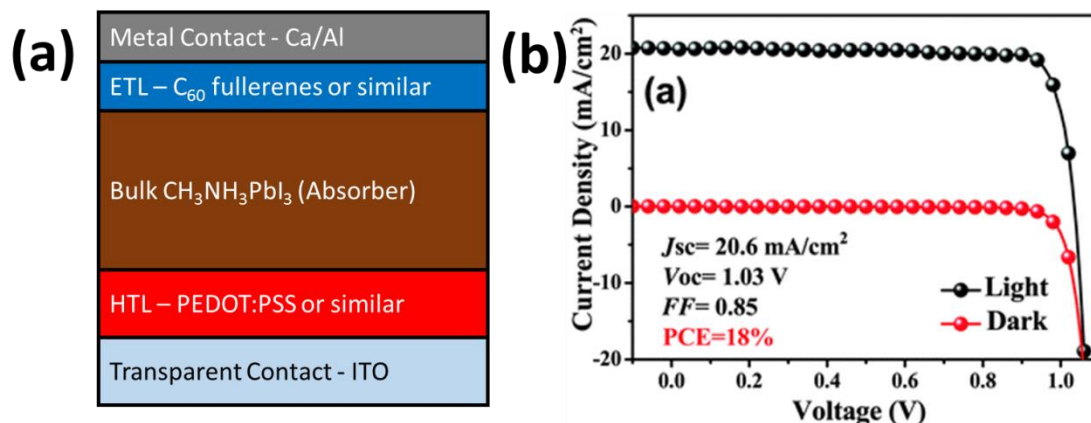 (a)
Metal Contact - Ca/Al
ETL – C₆₀ fullerenes or similar
Bulk CH₃NH₃PbI₃ (Absorber)
HTL – PEDOT:PSS or similar
Transparent Contact - ITO
(b)
Current Density (mA/cm²)
20
10
0
-10
-20
(a)
Jsc= 20.6 mA/cm²
Voc= 1.03 V
FF= 0.85
PCE=18%
Light
Dark
0.0 0.2 0.4 0.6 0.8 1.0
Voltage (V)